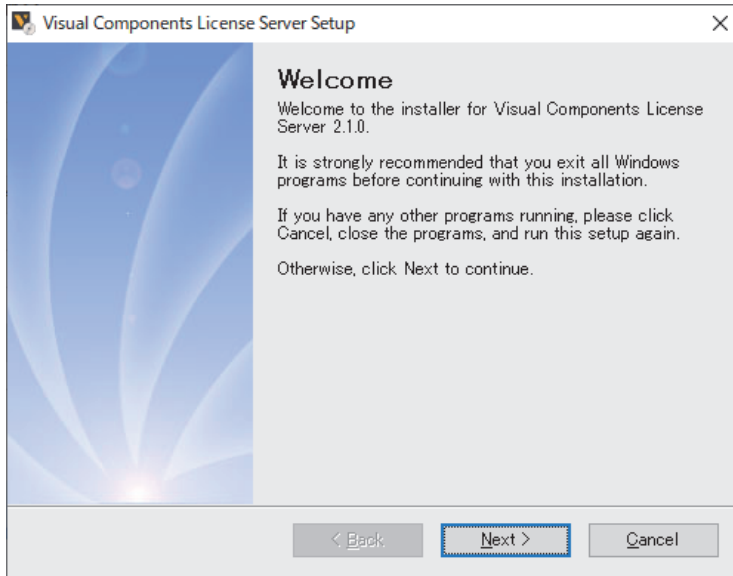 Visual Components License Server Setup
Welcome
Welcome to the installer for Visual Components License
Server 2.1.0.
It is strongly recommended that you exit all Windows
programs before continuing with this installation.
If you have any other programs running, please click
Cancel, close the programs, and run this setup again.
Otherwise, click Next to continue.
< Back
Next >
Cancel